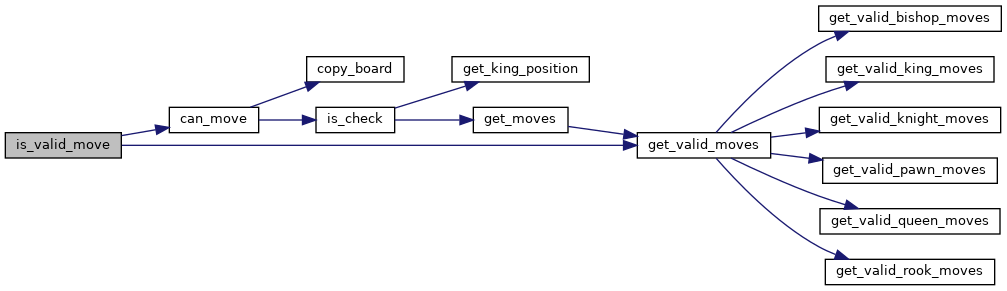 is_valid_move
can_move
copy_board
is_check
get_king_position
get_moves
get_valid_moves
get_valid_bishop_moves
get_valid_king_moves
get_valid_knight_moves
get_valid_pawn_moves
get_valid_queen_moves
get_valid_rook_moves